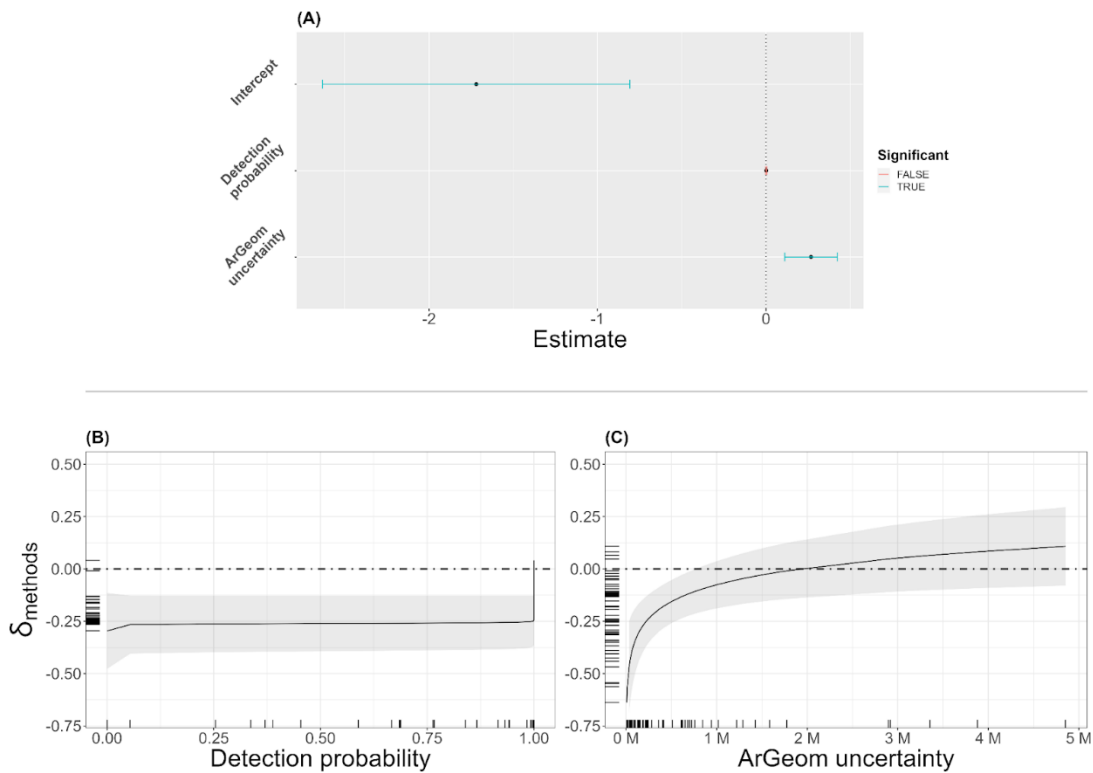 (A)
Intercept
Detection
probability
ArGeom
uncertainty
-2
-1
0
Estimate
Significant
FALSE
TRUE
(B)
0.50
0.25
0.00
-0.25
-0.50
-0.75
δmethods
0.00
0.25
0.50
0.75
1.00
Detection probability
(C)
0.50
0.25
0.00
-0.25
-0.50
-0.75
0 M
1 M
2 M
3 M
4 M
5 M
ArGeom uncertainty